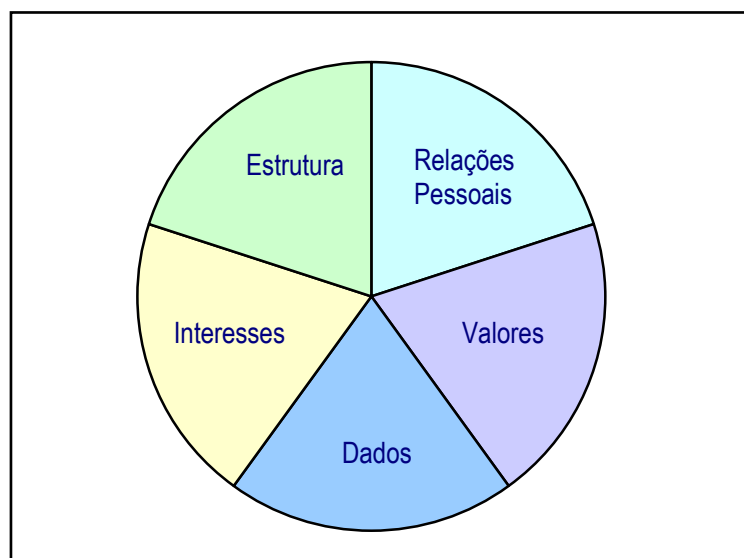 Estrutura
Relações
Pessoais
Interesses
Valores
Dados